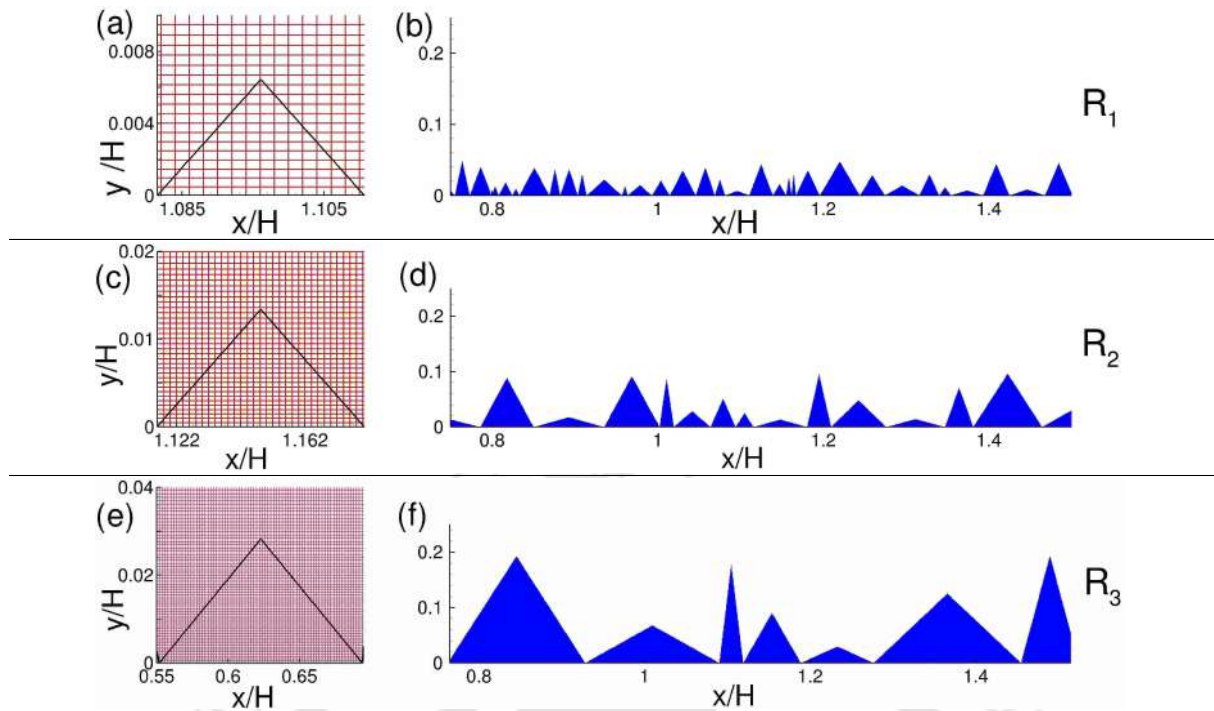 (a)
0.008
0.004
0
y/H
1.085 1.105
x/H
(b)
0.2
0.1
0
0.8 1 1.2 1.4
x/H
R1
(c)
0.02
0.01
0
y/H
1.122 1.162
x/H
(d)
0.2
0.1
0
0.8 1 1.2 1.4
x/H
R2
(e)
0.04
0.02
0
y/H
0.55 0.6 0.65
x/H
(f)
0.2
0.1
0
0.8 1 1.2 1.4
x/H
R3